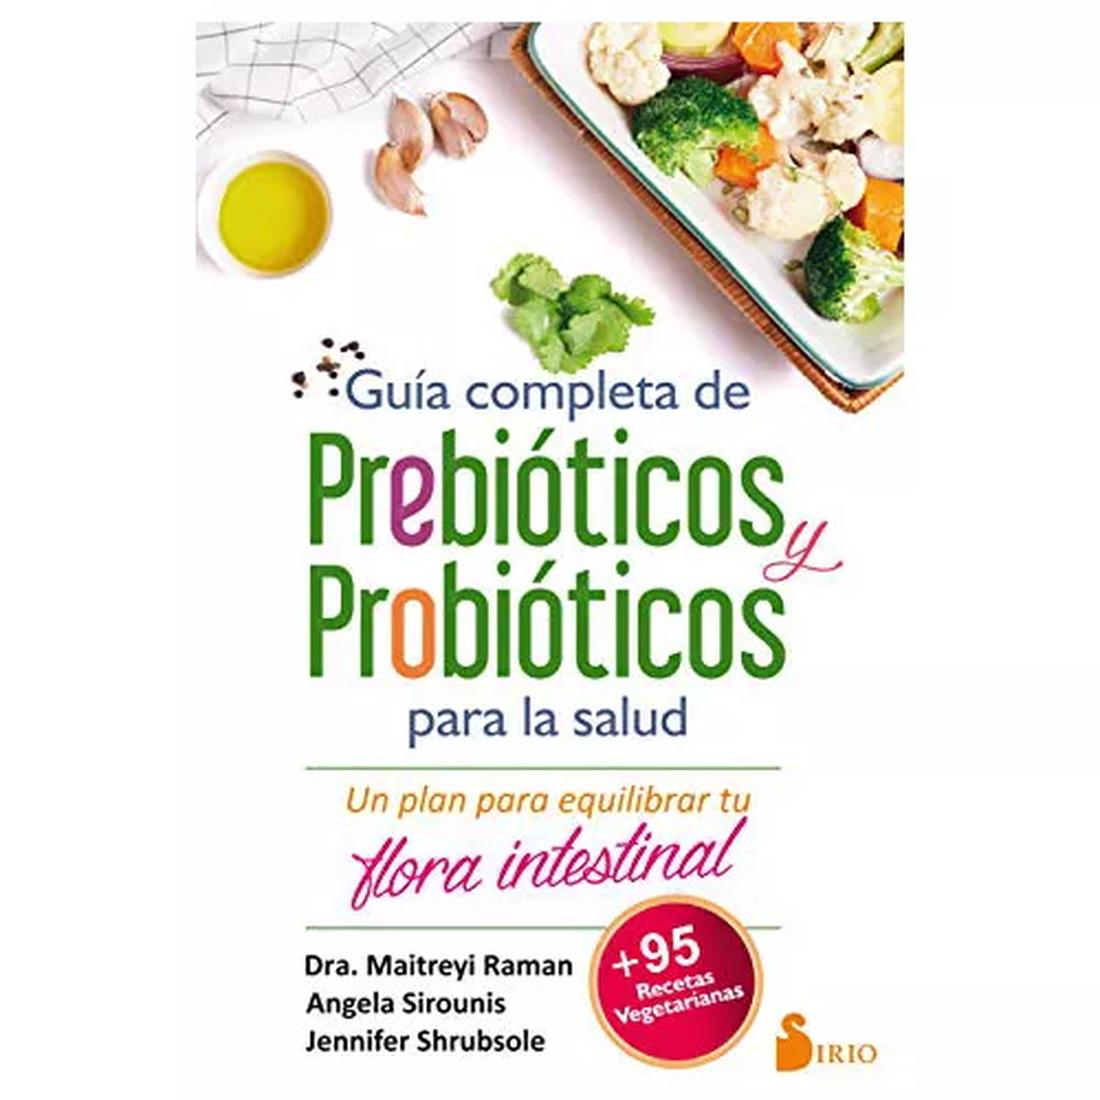 Guía completa de
Prebióticos y
Probióticos
para la salud
Un plan para equilibrar tu
flora intestinal
Dra. Maitreyi Raman
Angela Sirounis
Jennifer Shrubsole
+95
Recetas
Vegetarianas
SIRIO